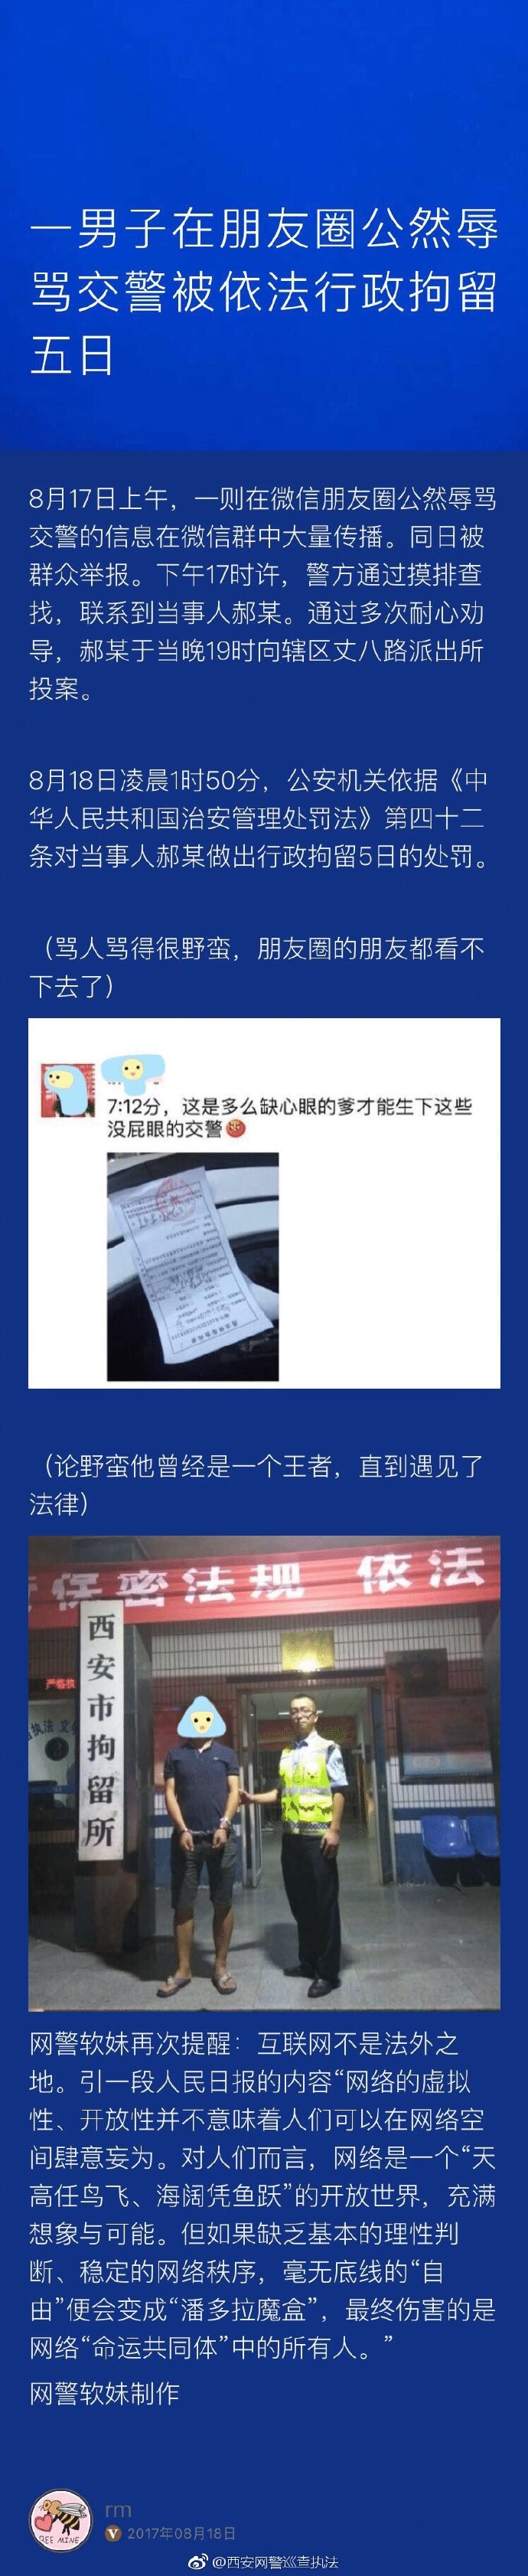 一男子在朋友圈公然辱
骂交警被依法行政拘留
五日
8月17日上午，一则在微信朋友圈公然辱骂
交警的信息在微信群中大量传播。同日被
群众举报。下午17时许，警方通过摸排查
找，联系到当事人郝某。通过多次耐心劝
导，郝某于当晚19时向辖区丈八路派出所
投案。
8月18日凌晨1时50分，公安机关依据《中
华人民共和国治安管理处罚法》第四十二
条对当事人郝某做出行政拘留5日的处罚。
（骂人骂得很野蛮，朋友圈的朋友都看不
下去了）
7:12分，这是多么缺心眼的爹才能生下这些
没屁眼的交警
（论野蛮他曾经是一个王者，直到遇见了
法律）
保密法规 依法
西安市拘留所
严格执
执法 文
网警软妹再次提醒：互联网不是法外之
地。引一段人民日报的内容“网络的虚拟
性、开放性并不意味着人们可以在网络空
间肆意妄为。对人们而言，网络是一个“天
高任鸟飞、海阔凭鱼跃”的开放世界，充满
想象与可能。但如果缺乏基本的理性判
断、稳定的网络秩序，毫无底线的“自
由”便会变成“潘多拉魔盒”，最终伤害的是
网络“命运共同体”中的所有人。”
网警软妹制作
BEE MINE
rm
V 2017年08月18日
@西安网警巡查执法